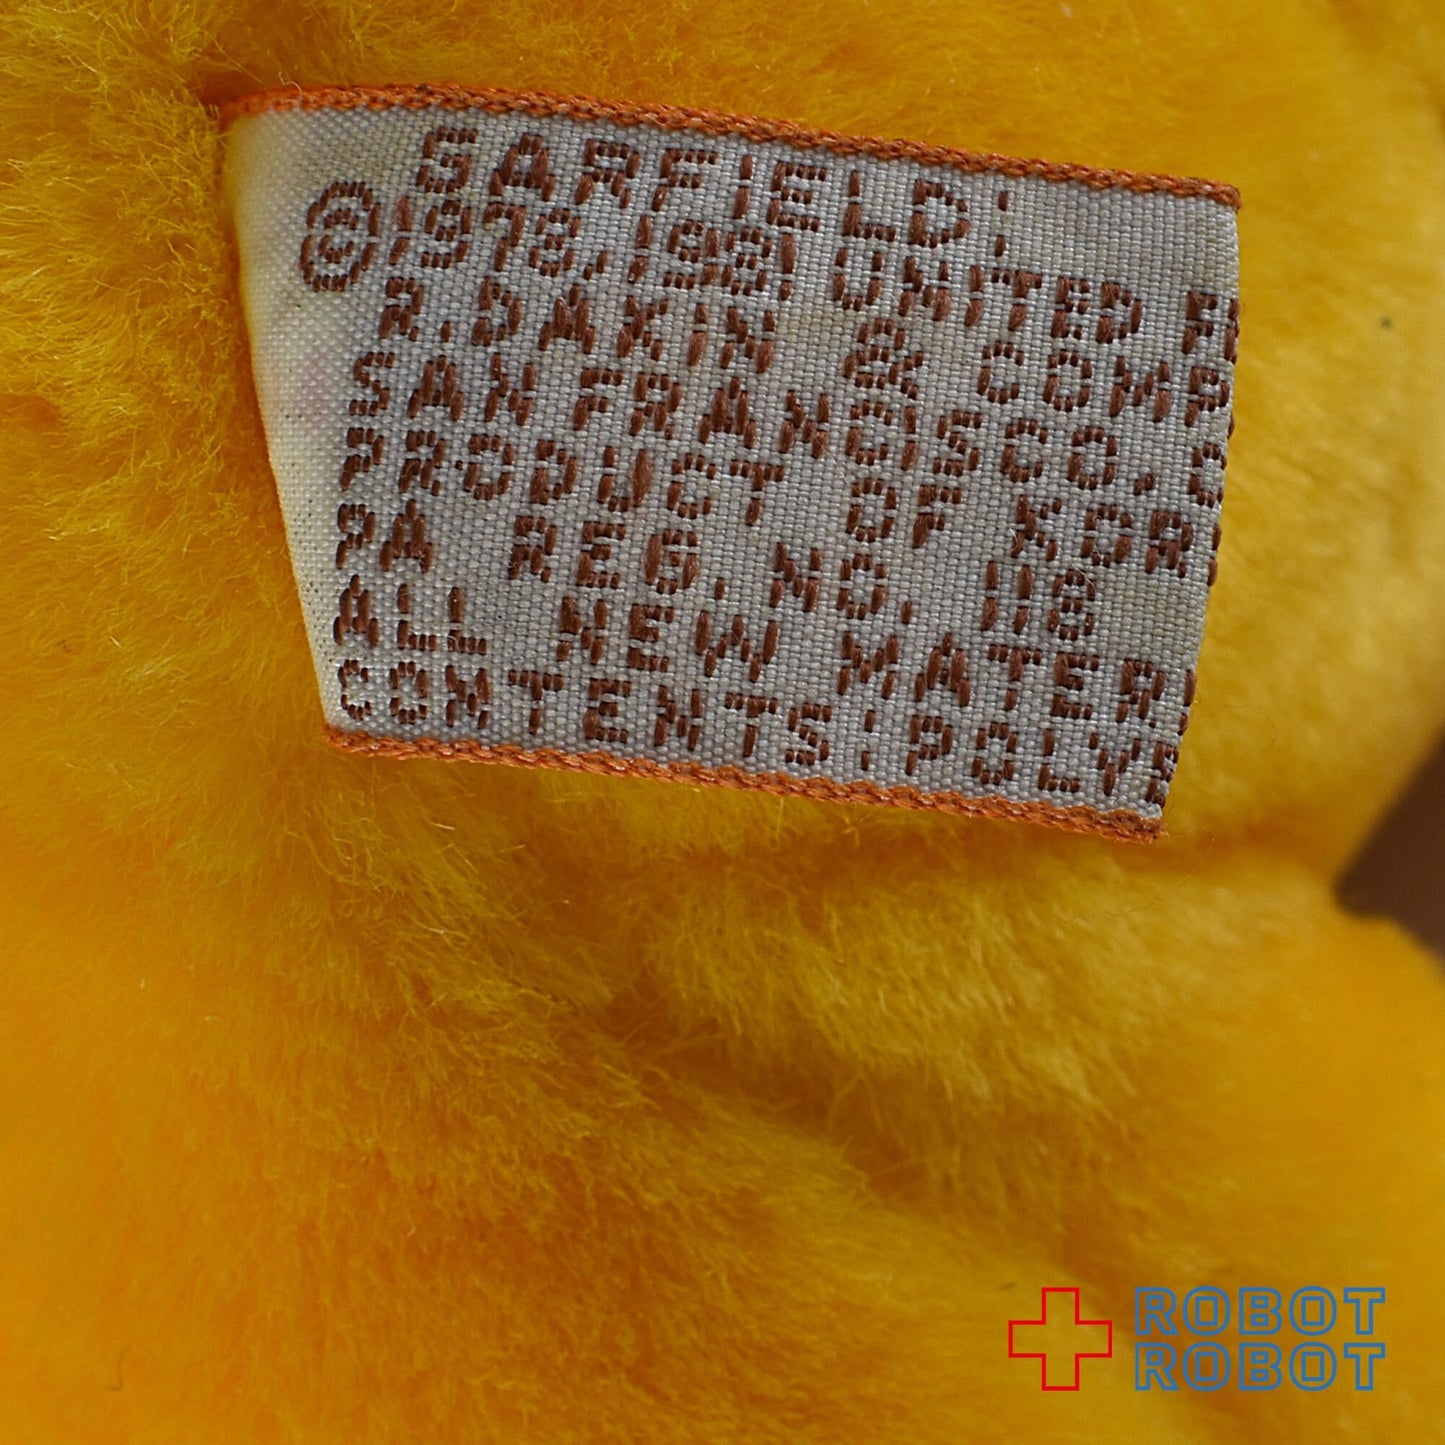 GARFIELD:
© 1978, 1981 UNITED
R. DAKIN & COMP
SAN FRANCISCO,
PRODUCT OF KOR
PA REG. NO. 118
ALL NEW MATER
CONTENTS: POLY
ROBOT
ROBOT